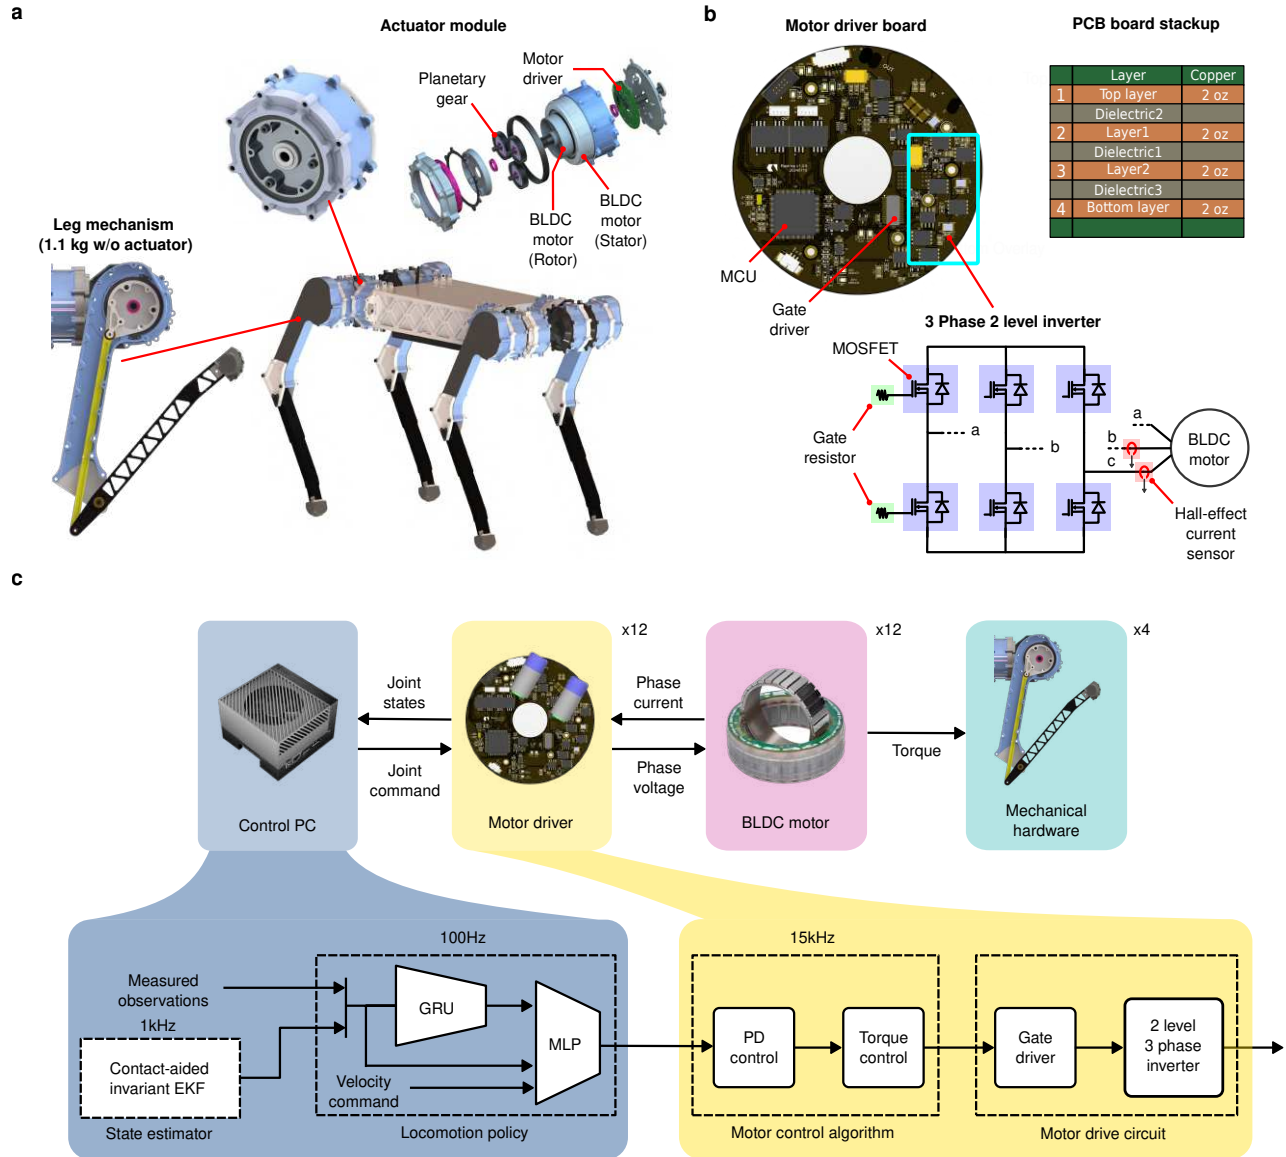 a
Actuator module
Motor
driver
Planetary
gear
BLDC
motor
(Rotor)
BLDC
motor
(Stator)
Leg mechanism
(1.1 kg w/o actuator)
b
Motor driver board
MCU
Gate
driver
PCB board stackup
Layer Copper
1 Top layer 2 oz
Dielectric2
2 Layer1 2 oz
Dielectric1
3 Layer2 2 oz
Dielectric3
4 Bottom layer 2 oz
3 Phase 2 level inverter
MOSFET
Gate
resistor
a
b
a
b
c
BLDC
motor
Hall-effect
current
sensor
c
x12
x12
x4
Joint
states
Joint
command
Phase
current
Phase
voltage
Torque
Control PC
Motor driver
BLDC motor
Mechanical
hardware
100Hz
Measured
observations
1kHz
Contact-aided
invariant EKF
State estimator
GRU
MLP
Velocity
command
Locomotion policy
15kHz
PD
control
Torque
control
Motor control algorithm
Gate
driver
2 level
3 phase
inverter
Motor drive circuit